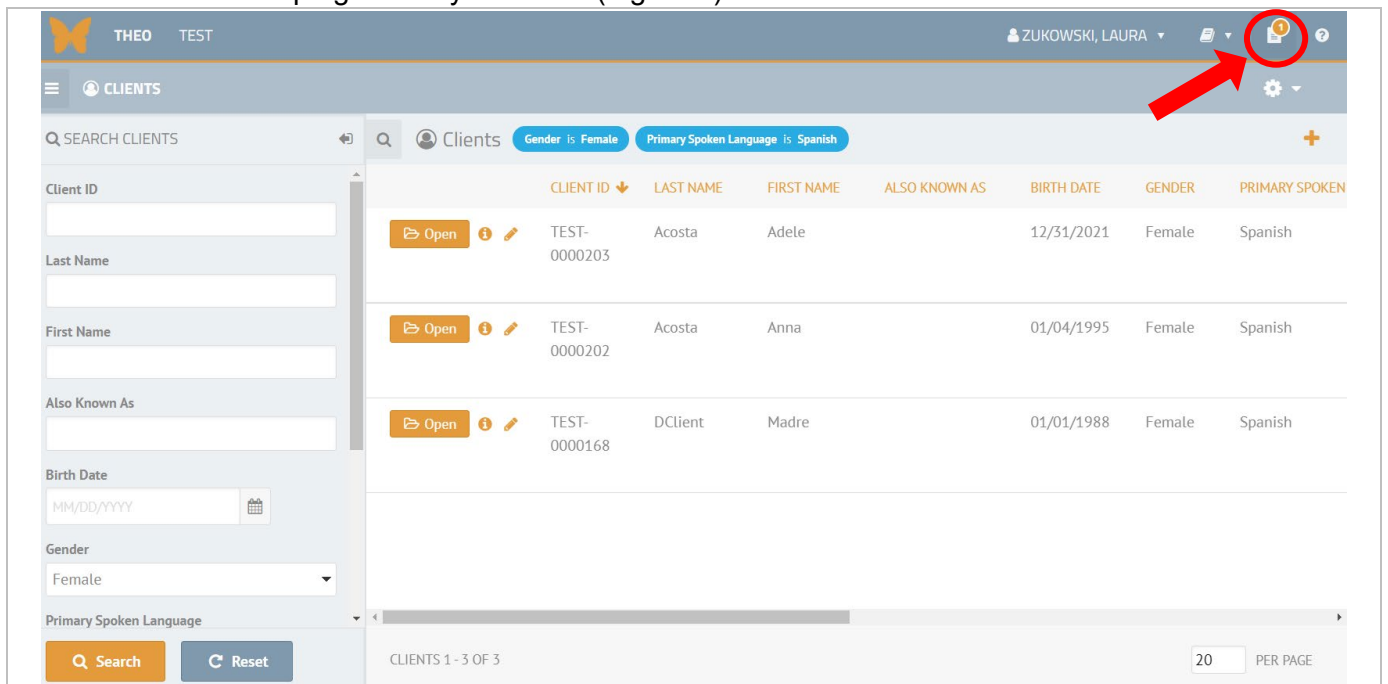 THEO TEST ZUKOWSKI, LAURA 1
CLIENTS
SEARCH CLIENTS Clients Gender is Female Primary Spoken Language is Spanish
Client ID
CLIENT ID LAST NAME FIRST NAME ALSO KNOWN AS BIRTH DATE GENDER PRIMARY SPOKEN
Open TEST-0000203 Acosta Adele 12/31/2021 Female Spanish
Last Name
First Name
Open TEST-0000202 Acosta Anna 01/04/1995 Female Spanish
Also Known As
Open TEST-0000168 DClient Madre 01/01/1988 Female Spanish
Birth Date
MM/DD/YYYY
Gender
Female
Primary Spoken Language
Search Reset CLIENTS 1 - 3 OF 3 20 PER PAGE